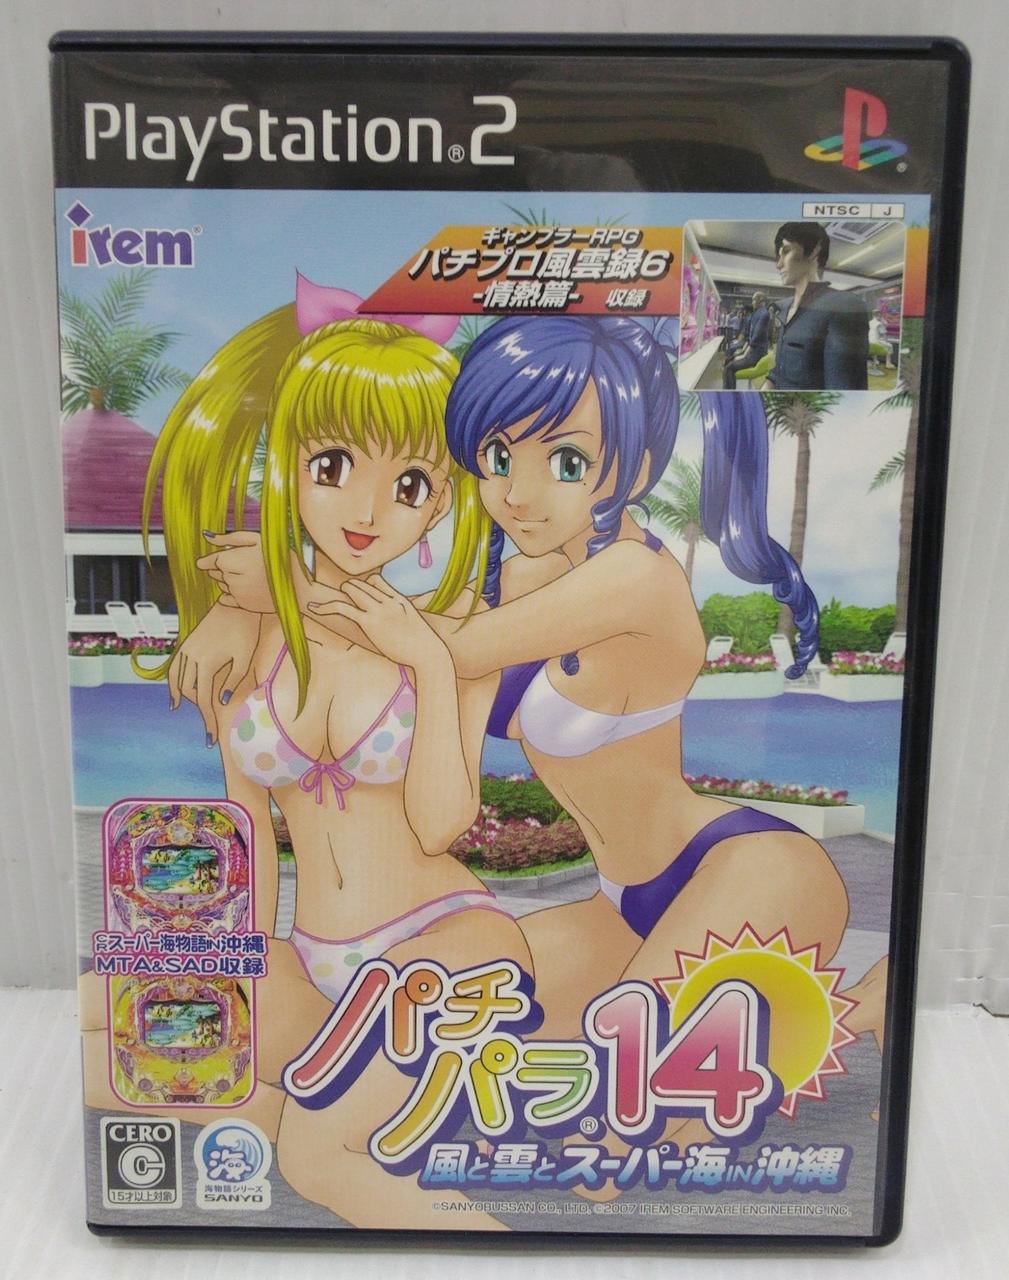 PlayStation®2
NTSC J
irem®
ギャンブラーRPG
パチプロ風雲録6
-情熱篇- 収録
CRスーパー海物語IN沖縄
MTA&SAD収録
パチパラ®14
風と雲とスーパー海IN沖縄
CERO
C
15才以上対象
海
海物語シリーズ
SANYO
©SANYOBUSSAN CO., LTD. ©2007 IREM SOFTWARE ENGINEERING INC.